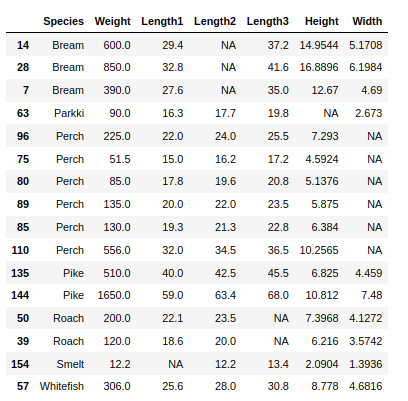 Species Weight Length1 Length2 Length3 Height Width
14 Bream 600.0 29.4 NA 37.2 14.9544 5.1708
28 Bream 850.0 32.8 NA 41.6 16.8896 6.1984
7 Bream 390.0 27.6 NA 35.0 12.67 4.69
63 Parkki 90.0 16.3 17.7 19.8 NA 2.673
96 Perch 225.0 22.0 24.0 25.5 7.293 NA
75 Perch 51.5 15.0 16.2 17.2 4.5924 NA
80 Perch 85.0 17.8 19.6 20.8 5.1376 NA
89 Perch 135.0 20.0 22.0 23.5 5.875 NA
85 Perch 130.0 19.3 21.3 22.8 6.384 NA
110 Perch 556.0 32.0 34.5 36.5 10.2565 NA
135 Pike 510.0 40.0 42.5 45.5 6.825 4.459
144 Pike 1650.0 59.0 63.4 68.0 10.812 7.48
50 Roach 200.0 22.1 23.5 NA 7.3968 4.1272
39 Roach 120.0 18.6 20.0 NA 6.216 3.5742
154 Smelt 12.2 NA 12.2 13.4 2.0904 1.3936
57 Whitefish 306.0 25.6 28.0 30.8 8.778 4.6816